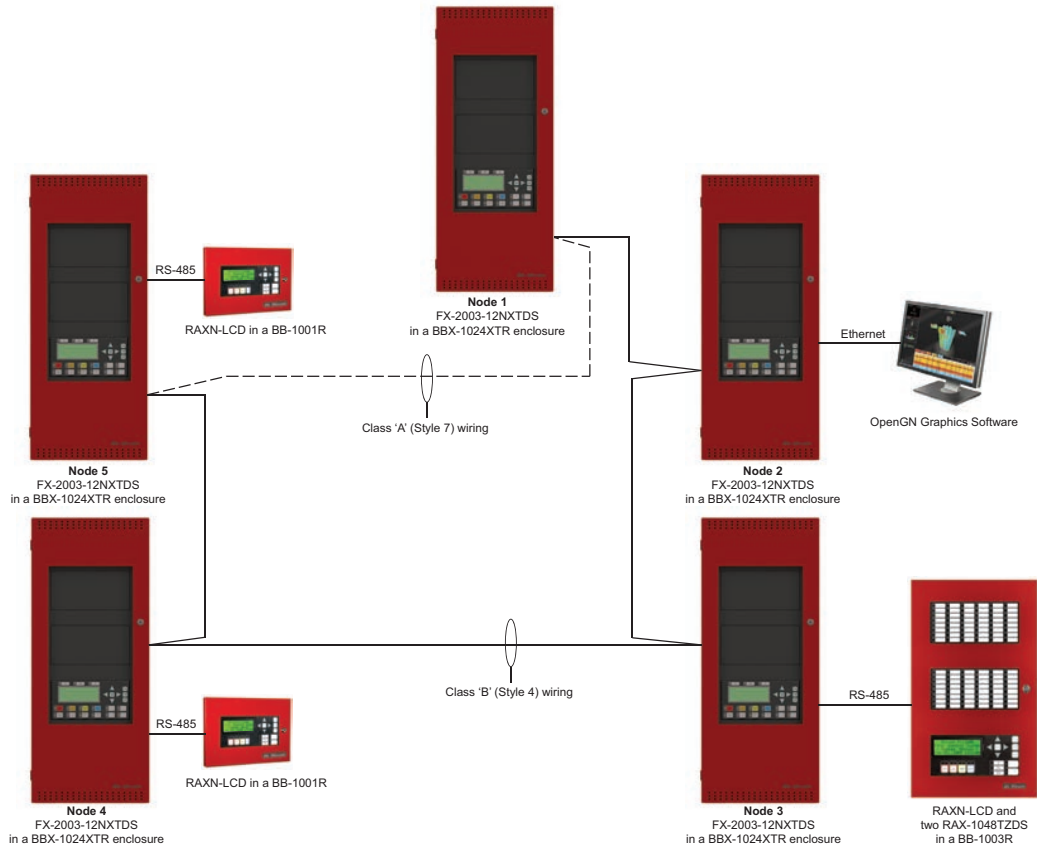 Node 1
FX-2003-12NXTDS
in a BBX-1024XTR enclosure
RS-485
RAXN-LCD in a BB-1001R
Ethernet
OpenGN Graphics Software
Class ‘A’ (Style 7) wiring
Node 5
FX-2003-12NXTDS
in a BBX-1024XTR enclosure
Node 2
FX-2003-12NXTDS
in a BBX-1024XTR enclosure
Class ‘B’ (Style 4) wiring
RS-485
RAXN-LCD in a BB-1001R
RS-485
Node 4
FX-2003-12NXTDS
in a BBX-1024XTR enclosure
Node 3
FX-2003-12NXTDS
in a BBX-1024XTR enclosure
RAXN-LCD and
two RAX-1048TZDS
in a BB-1003R